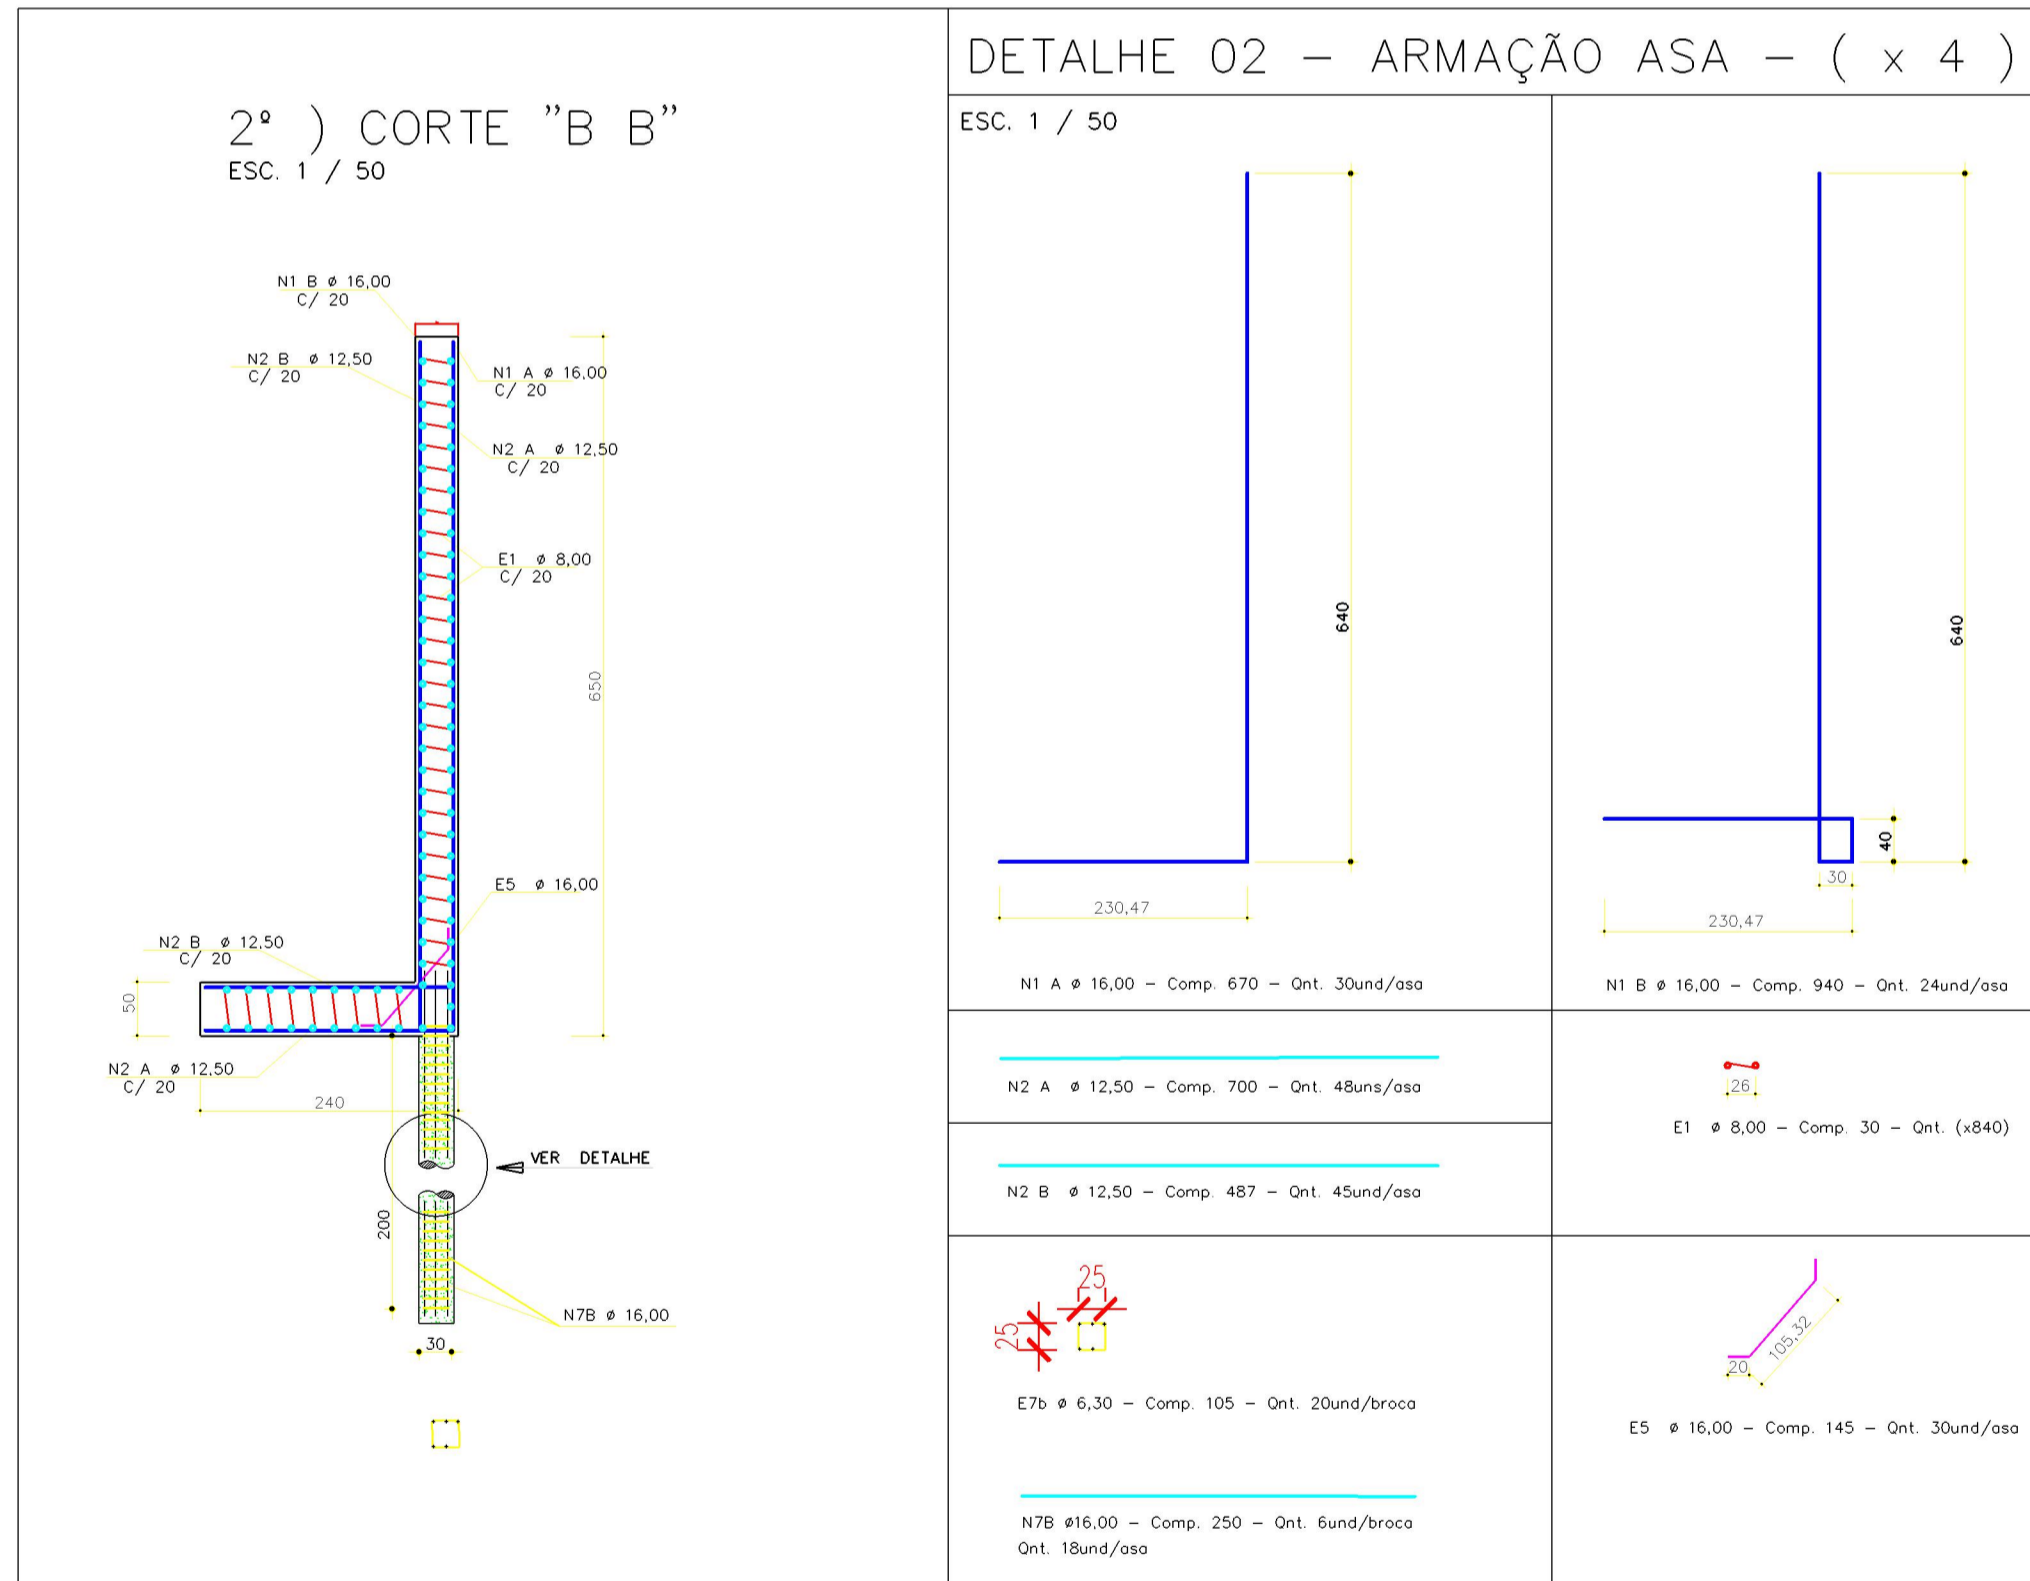 2º ) CORTE "B B"
ESC. 1 / 50
N1 B ø 16,00
C/ 20
N2 B ø 12,50
C/ 20
N1 A ø 16,00
C/ 20
N2 A ø 12,50
C/ 20
E1 ø 8,00
C/ 20
650
E5 ø 16,00
N2 B ø 12,50
C/ 20
50
N2 A ø 12,50
C/ 20
240
VER DETALHE
200
N7B ø 16,00
30
DETALHE 02 - ARMAÇÃO ASA - ( x 4 )
ESC. 1 / 50
640
230,47
N1 A ø 16,00 - Comp. 670 - Qnt. 30und/asa
640
40
30
230,47
N1 B ø 16,00 - Comp. 940 - Qnt. 24und/asa
N2 A ø 12,50 - Comp. 700 - Qnt. 48uns/asa
N2 B ø 12,50 - Comp. 487 - Qnt. 45und/asa
26
E1 ø 8,00 - Comp. 30 - Qnt. (x840)
25
25
E7b ø 6,30 - Comp. 105 - Qnt. 20und/broca
N7B ø16,00 - Comp. 250 - Qnt. 6und/broca
Qnt. 18und/asa
105,32
20
E5 ø 16,00 - Comp. 145 - Qnt. 30und/asa